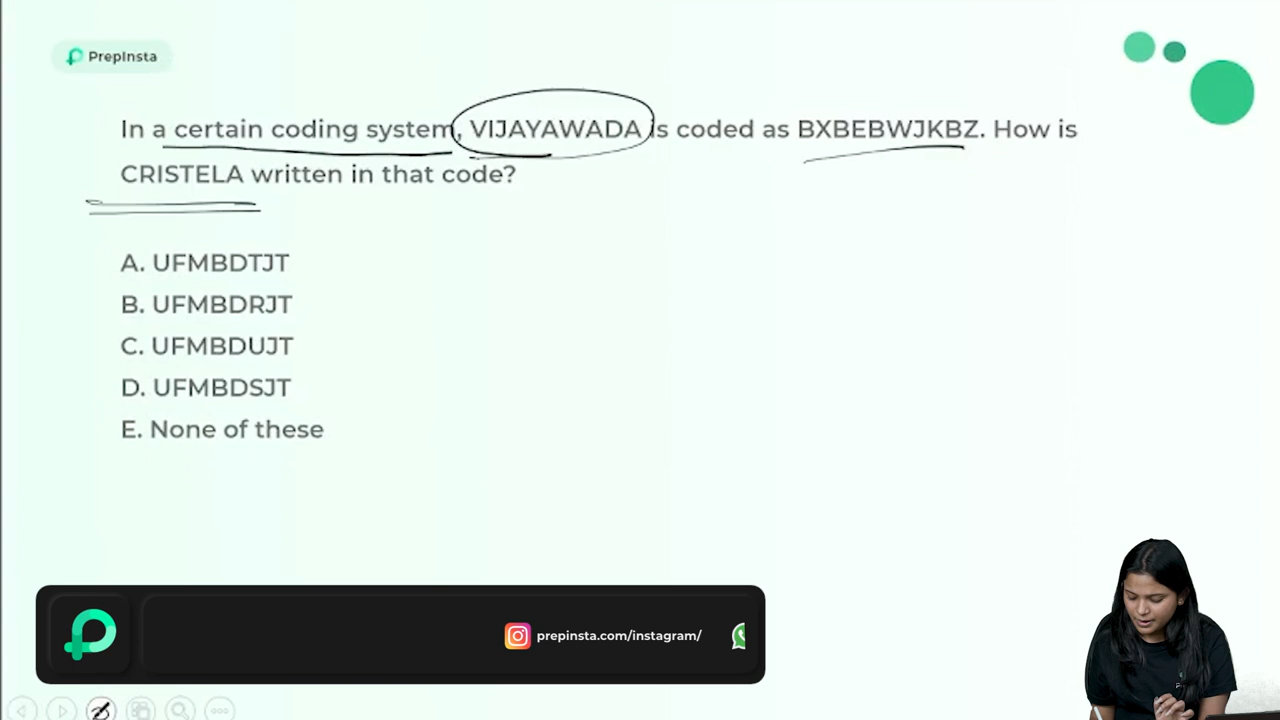 PrepInsta
In a certain coding system, VIJAYAWADA is coded as BXBEBWJKBZ. How is
CRISTELA written in that code?
A. UFMBDTJT
B. UFMBDRJT
C. UFMBDUJT
D. UFMBDSJT
E. None of these
prepinsta.com/instagram/